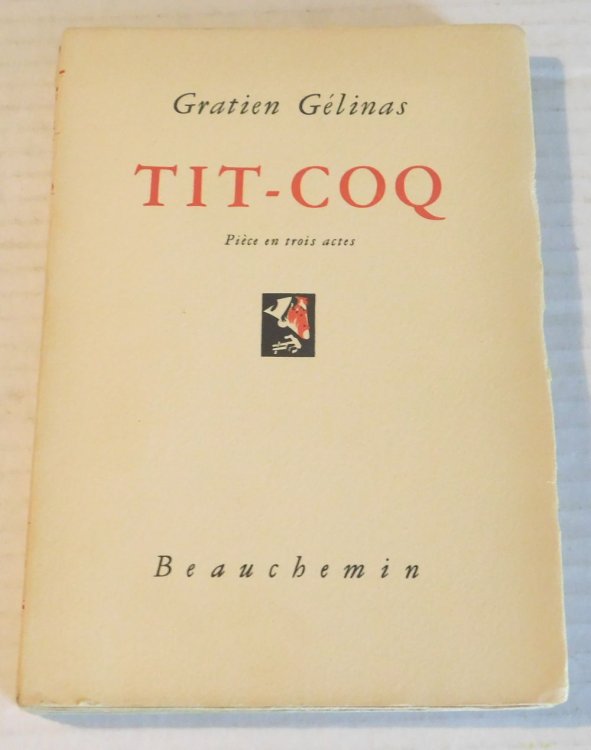 Gratien Gélinas
TIT-COQ
Pièce en trois actes
Beauchemin